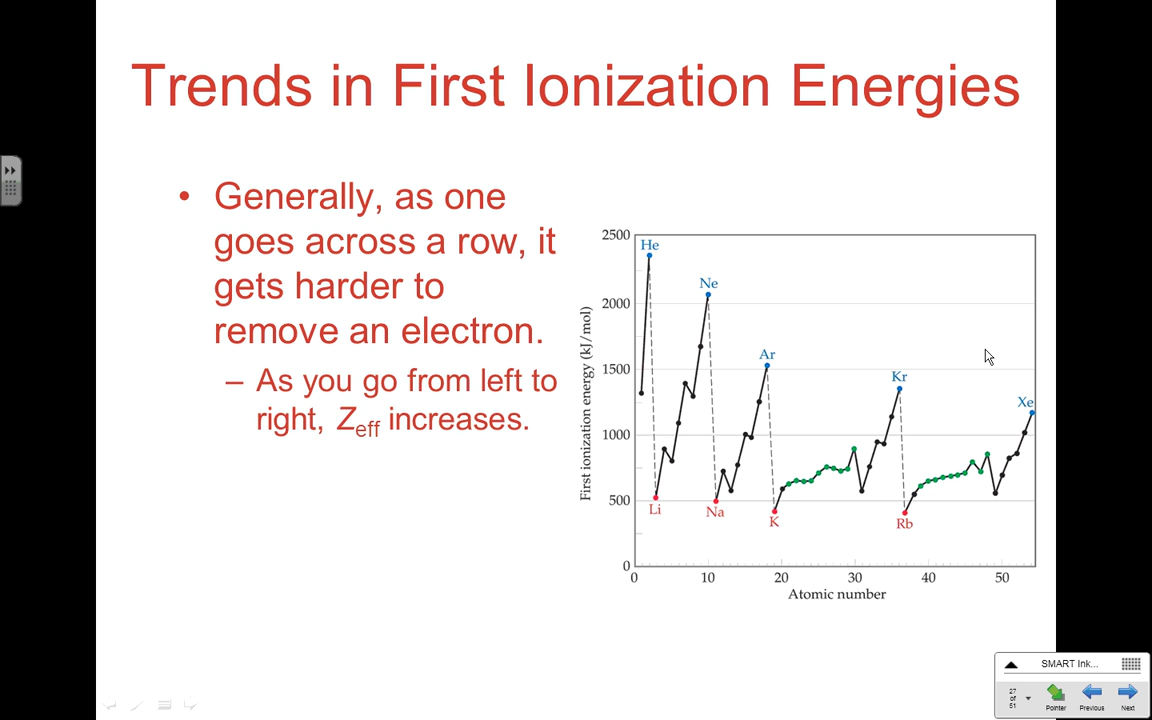 Trends in First Ionization Energies
• Generally, as one
goes across a row, it
gets harder to
remove an electron.
– As you go from left to
right, Zeff increases.
2500
2000
1500
1000
500
0
First ionization energy (kJ/mol)
He
Ne
Ar
Kr
Xe
Li
Na
K
Rb
0 10 20 30 40 50
Atomic number
SMART Ink...
27
of
51
Pointer Previous Next